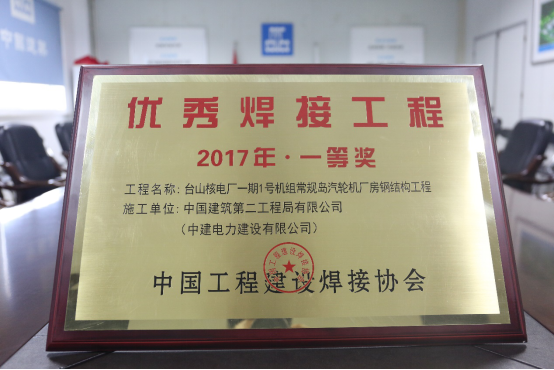 优秀焊接工程
2017年·一等奖
工程名称：台山核电厂一期1号机组常规岛汽轮机厂房钢结构工程
施工单位：中国建筑第二工程局有限公司
（中建电力建设有限公司）
中国工程建设焊接协会